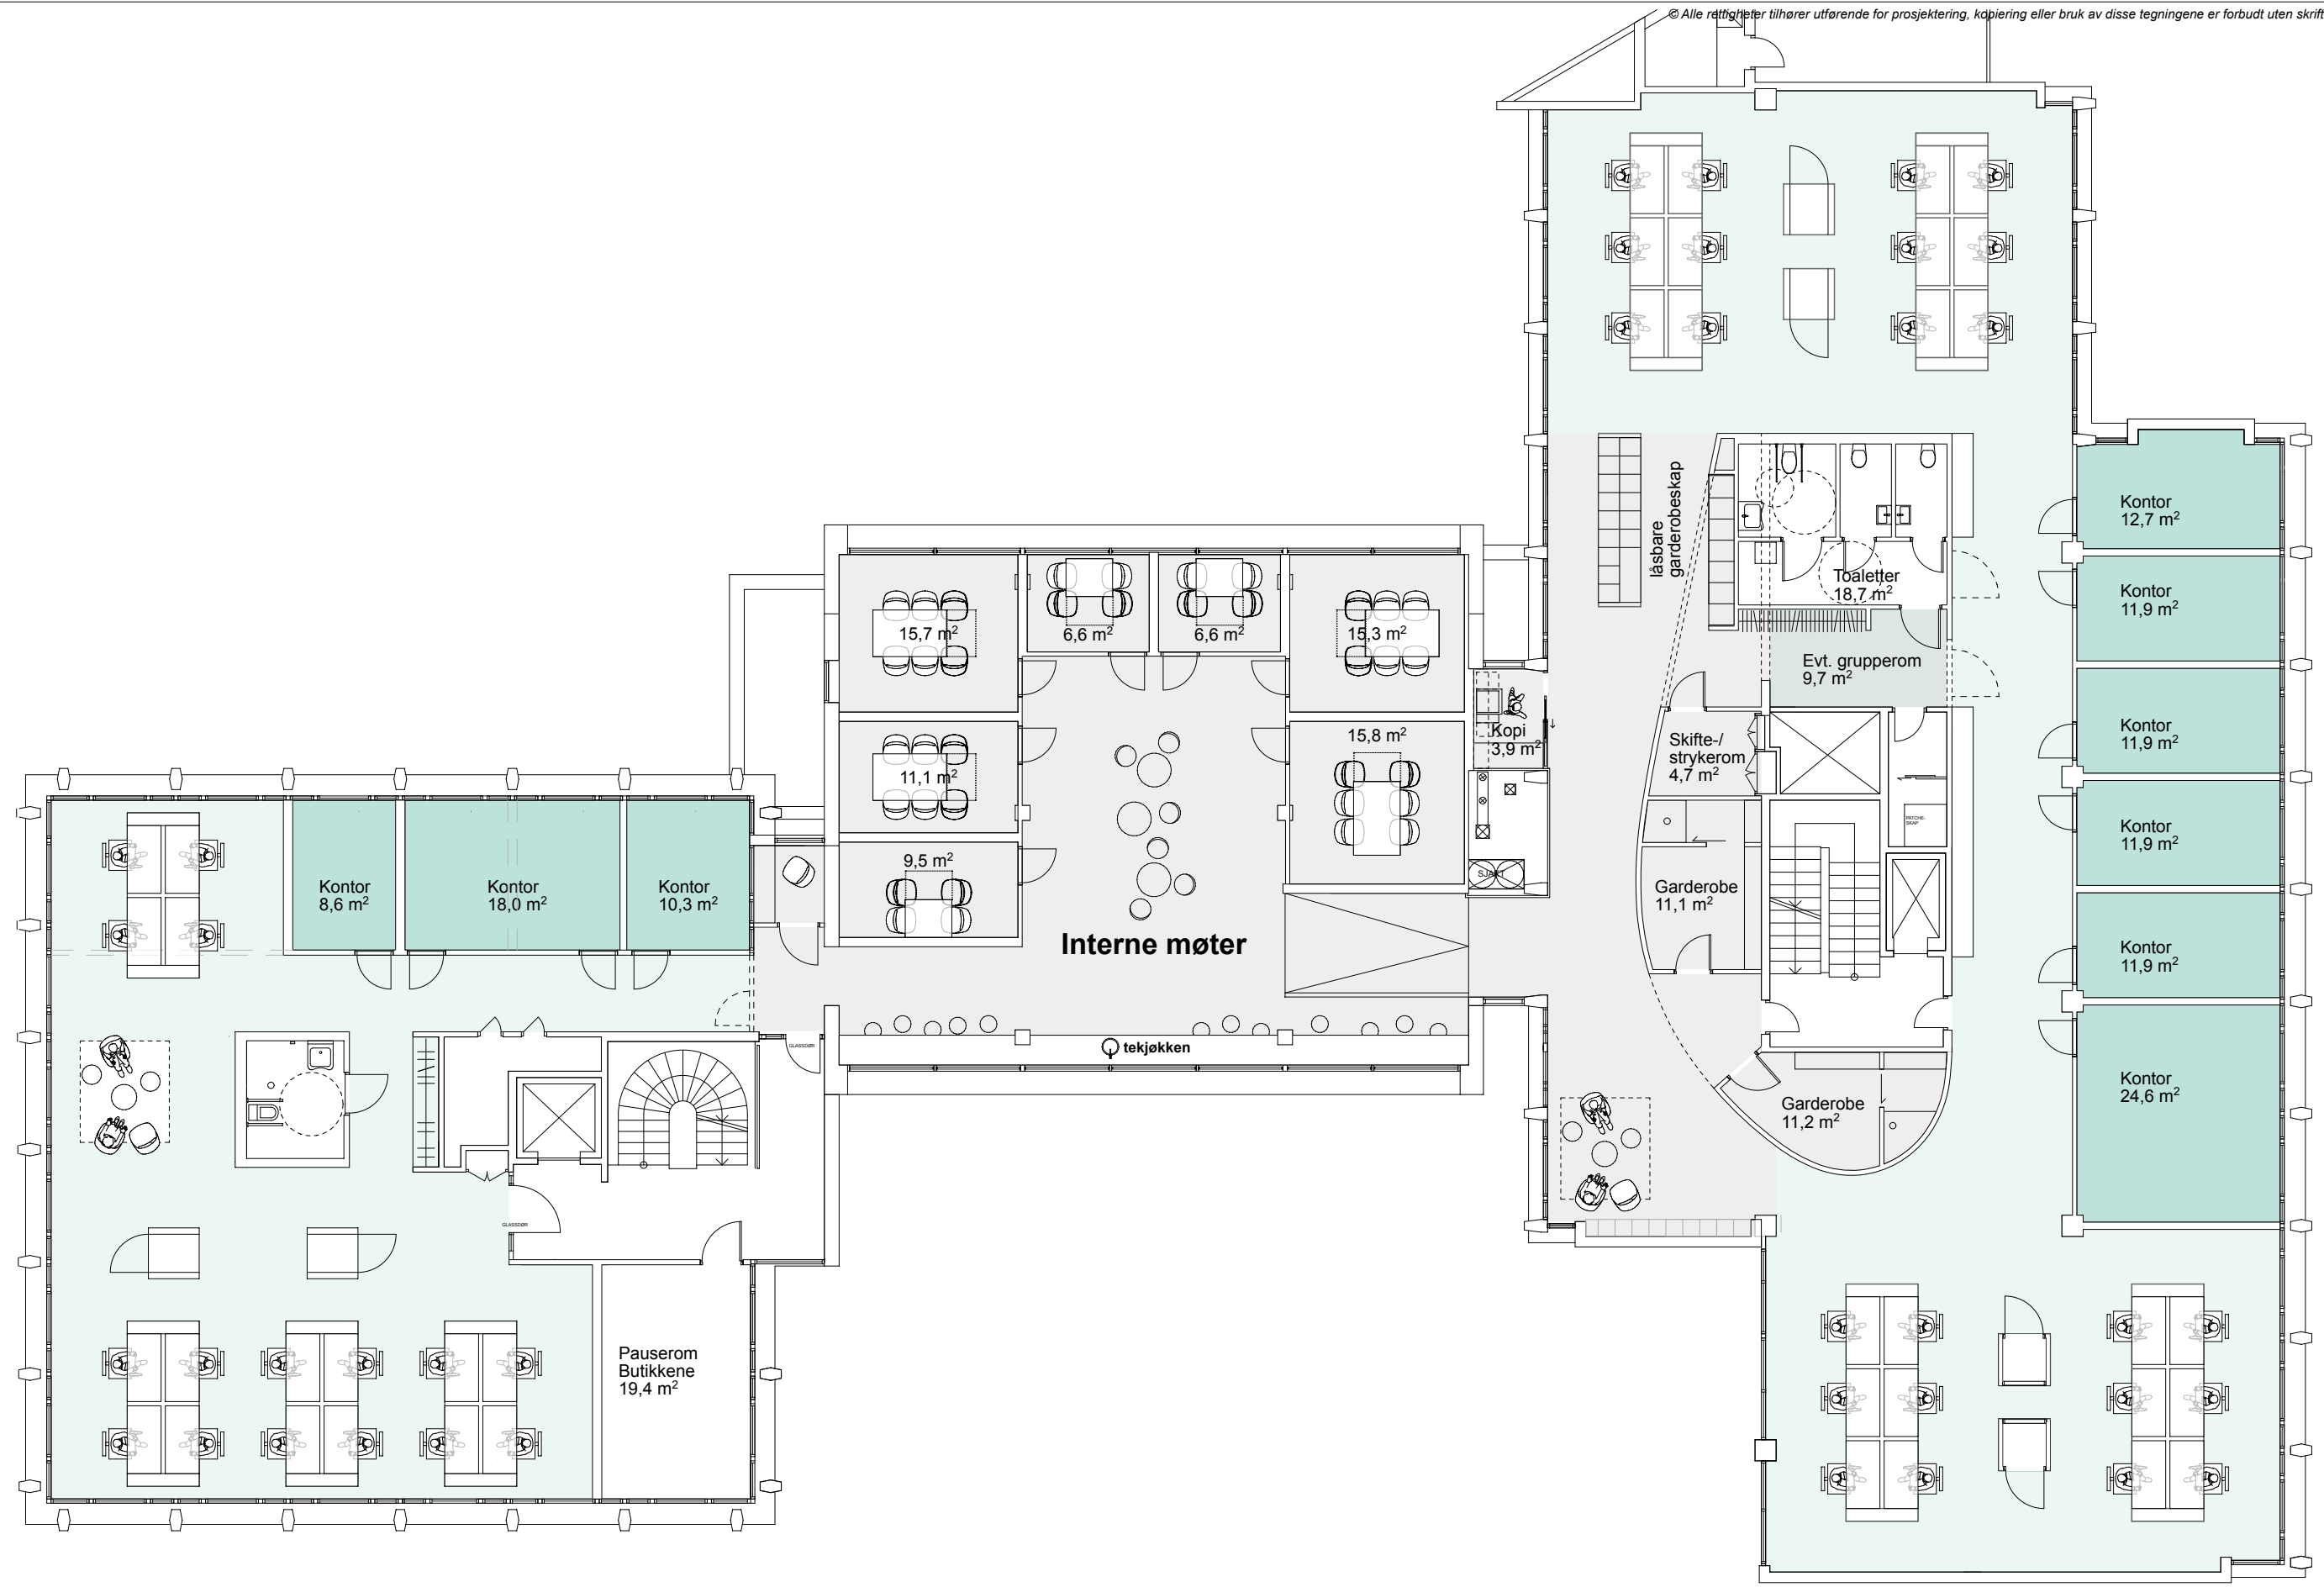 © Alle rettigheter tilhører utførende for prosjektering, kopiering eller bruk av disse tegningene er forbudt uten skrift
låsbare
garderobeskap
Toaletter
18,7 m²
Evt. grupperom
9,7 m²
Kontor
12,7 m²
Kontor
11,9 m²
Kontor
11,9 m²
Kontor
11,9 m²
Kontor
11,9 m²
Kontor
24,6 m²
15,7 m²
6,6 m²
6,6 m²
15,3 m²
11,1 m²
15,8 m²
9,5 m²
Kopi
3,9 m²
SJAKT
Skifte-/
strykerom
4,7 m²
PATCHE-
SKAP
Garderobe
11,1 m²
Garderobe
11,2 m²
Interne møter
tekjøkken
Kontor
8,6 m²
Kontor
18,0 m²
Kontor
10,3 m²
GLASSDØR
GLASSDØR
Pauserom
Butikkene
19,4 m²